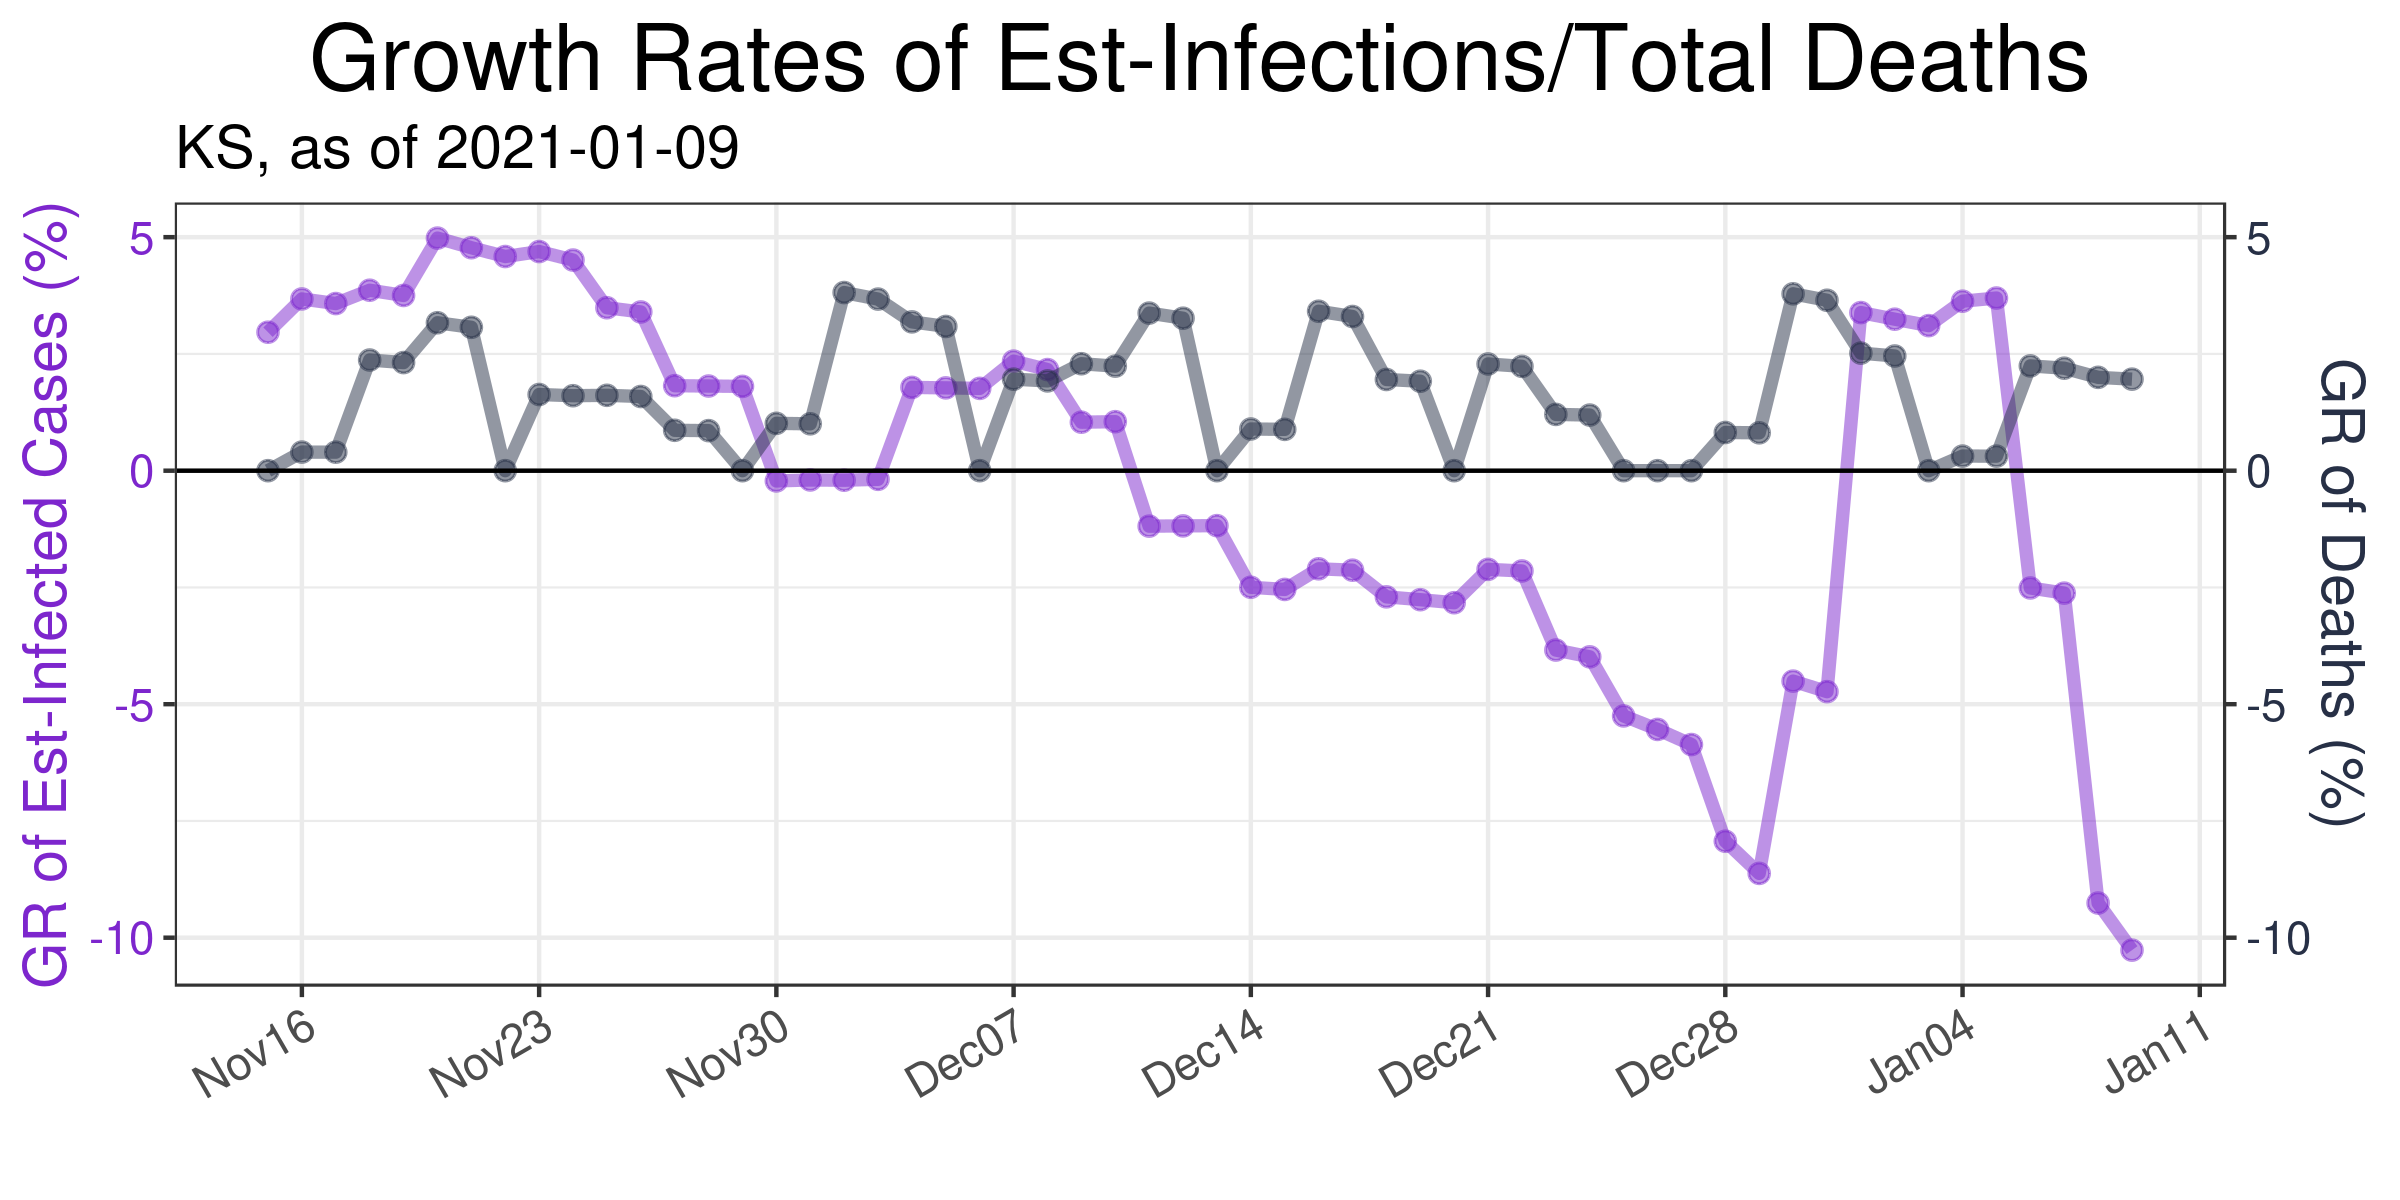 Growth Rates of Est-Infections/Total Deaths
KS, as of 2021-01-09
GR of Est-Infected Cases (%)
5
0
-5
-10
5
0
-5
-10
GR of Deaths (%)
Nov16
Nov23
Nov30
Dec07
Dec14
Dec21
Dec28
Jan04
Jan11